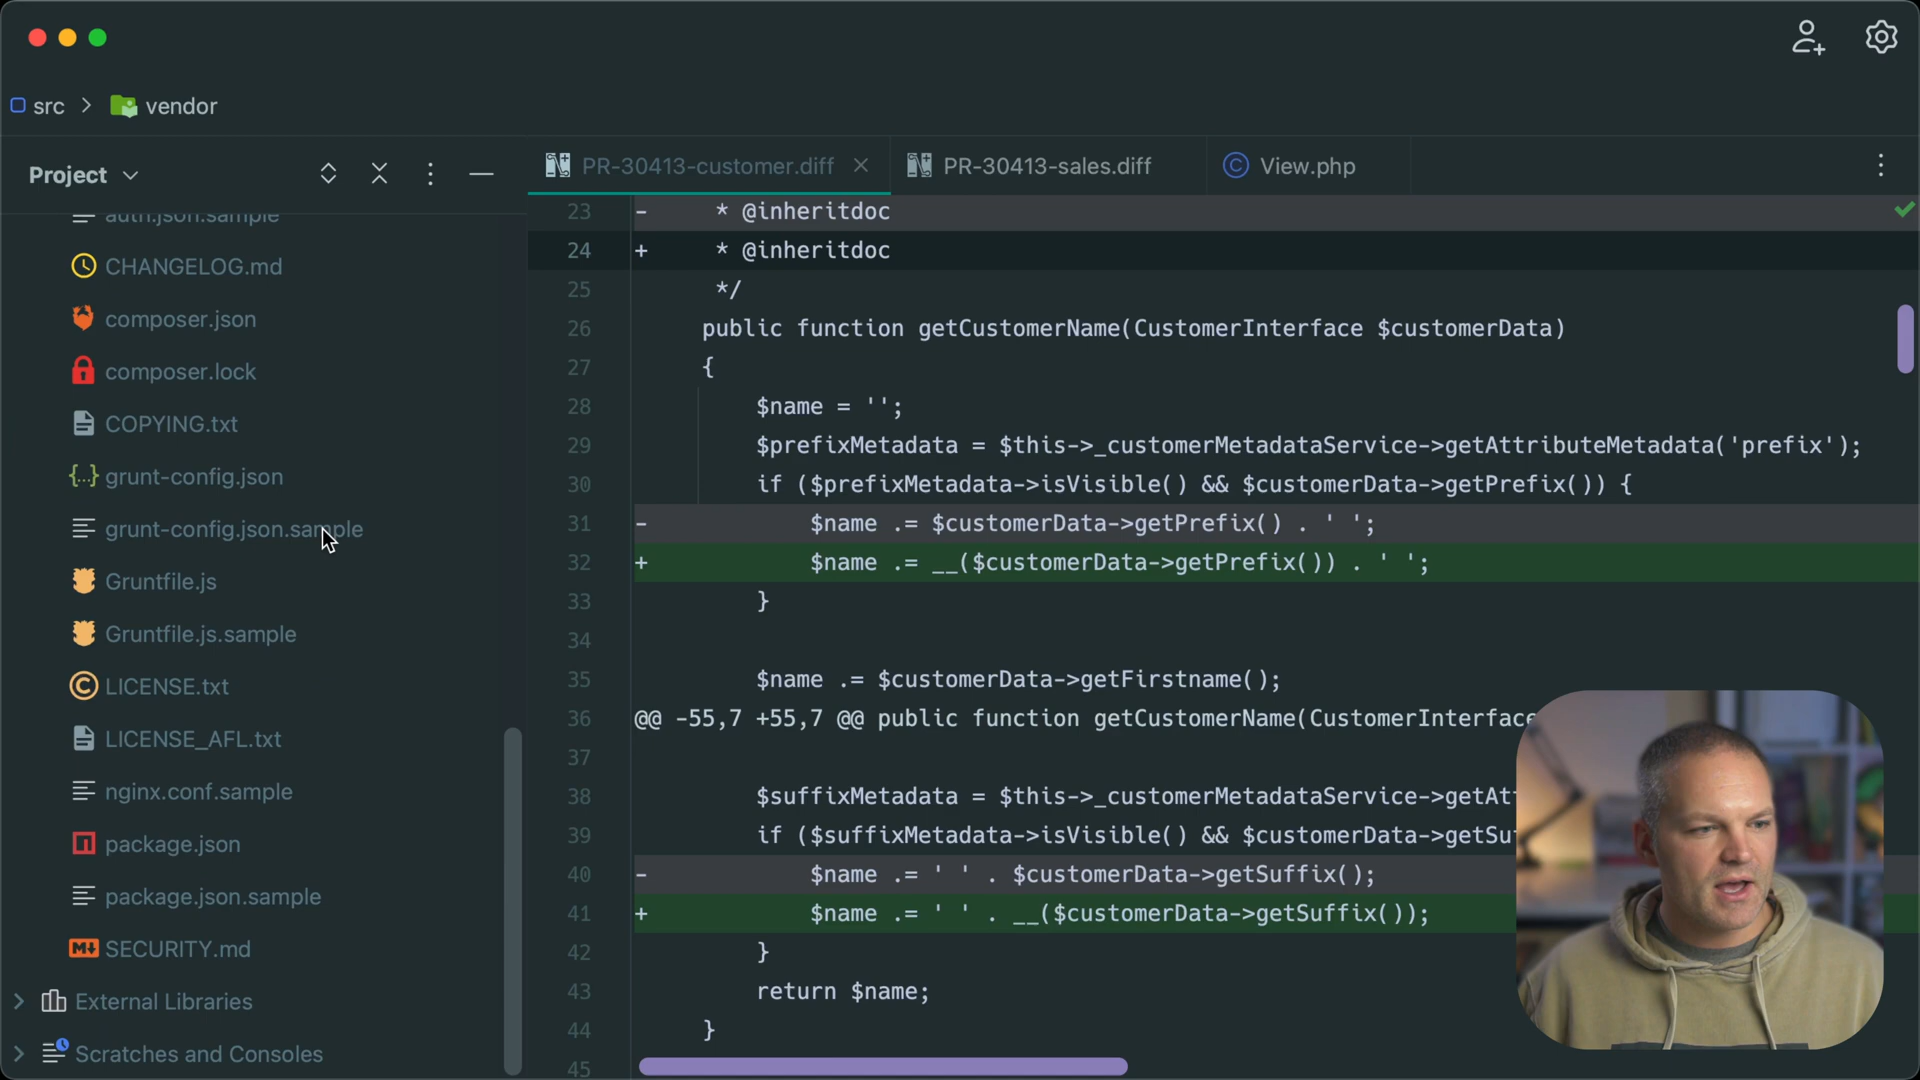 src > vendor
Project
PR-30413-customer.diff
PR-30413-sales.diff
View.php
auth.json.sample
CHANGELOG.md
composer.json
composer.lock
COPYING.txt
grunt-config.json
grunt-config.json.sample
Gruntfile.js
Gruntfile.js.sample
LICENSE.txt
LICENSE_AFL.txt
nginx.conf.sample
package.json
package.json.sample
SECURITY.md
External Libraries
Scratches and Consoles
23 - * @inheritdoc
24 + * @inheritdoc
25 */
26 public function getCustomerName(CustomerInterface $customerData)
27 {
28 $name = '';
29 $prefixMetadata = $this->_customerMetadataService->getAttributeMetadata('prefix');
30 if ($prefixMetadata->isVisible() && $customerData->getPrefix()) {
31 - $name .= $customerData->getPrefix() . ' ';
32 + $name .= __($customerData->getPrefix()) . ' ';
33 }
34
35 $name .= $customerData->getFirstname();
36 @@ -55,7 +55,7 @@ public function getCustomerName(CustomerInterface
37
38 $suffixMetadata = $this->_customerMetadataService->getAt
39 if ($suffixMetadata->isVisible() && $customerData->getSu
40 - $name .= ' ' . $customerData->getSuffix();
41 + $name .= ' ' . __($customerData->getSuffix());
42 }
43 return $name;
44 }
45